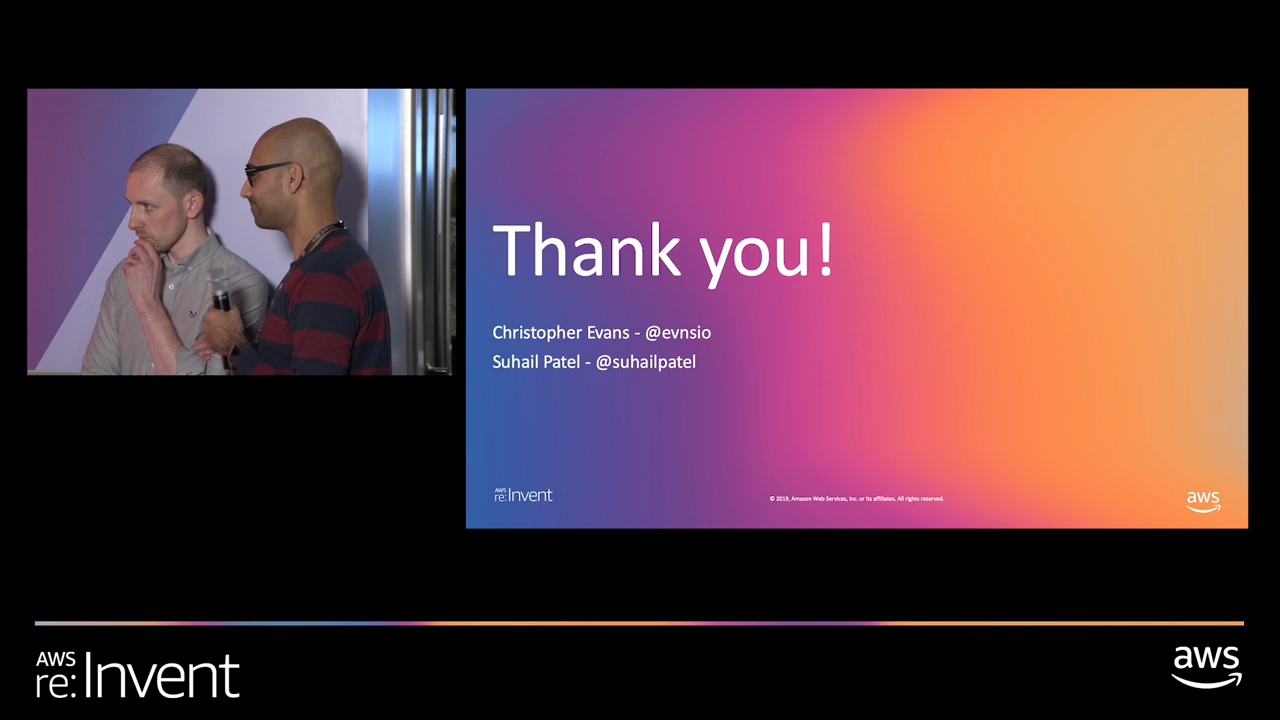 Thank you!
Christopher Evans - @evnsio
Suhail Patel - @suhailpatel
AWS
re:Invent
© 2019, Amazon Web Services, Inc. or its affiliates. All rights reserved.
aws
AWS
re:Invent
aws